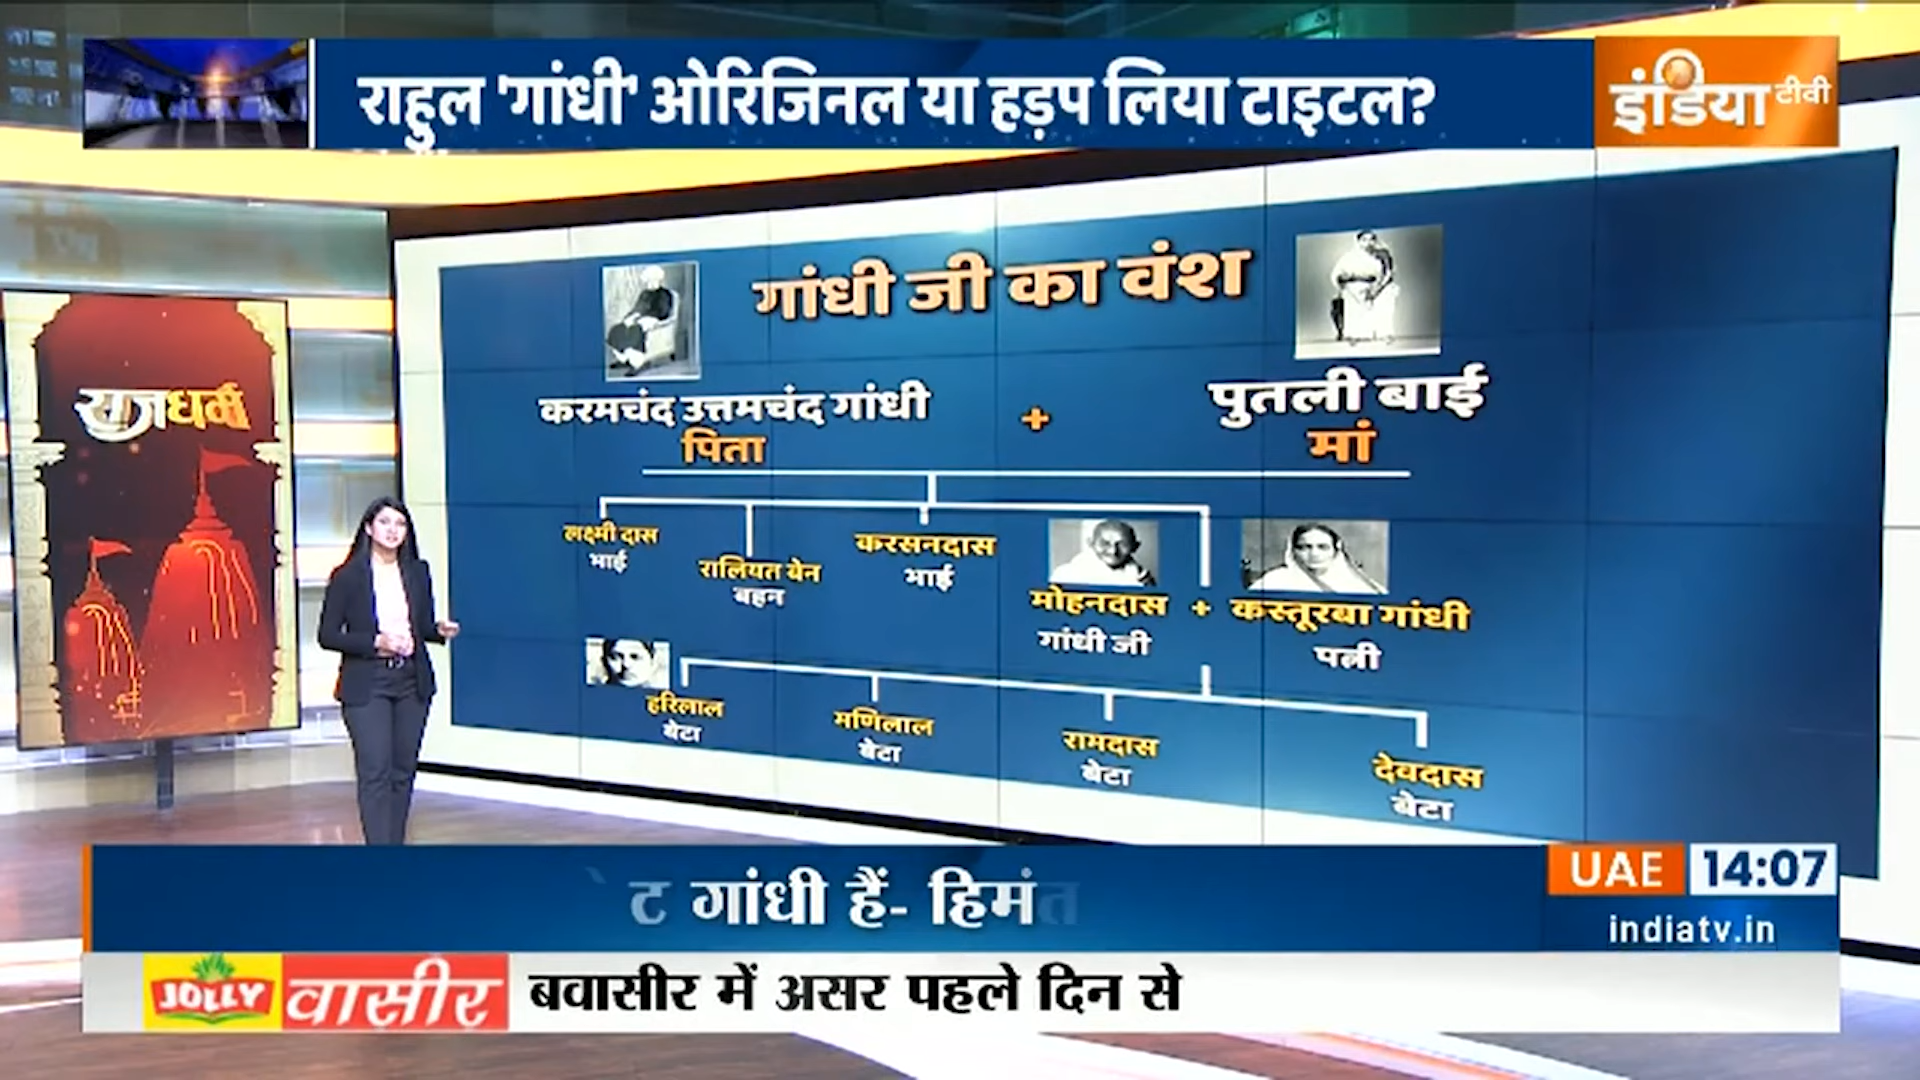 राहुल 'गांधी' ओरिजिनल या हड़प लिया टाइटल?
इंडिया टीवी
गांधी जी का वंश
करमचंद उत्तमचंद गांधी + पुतली बाई
पिता मां
राजधर्म
लक्ष्मी दास
भाई
रालियत बेन
बहन
करसनदास
भाई
मोहनदास + कस्तूरबा गांधी
गांधी जी पत्नी
हरिलाल
बेटा
मणिलाल
बेटा
रामदास
बेटा
देवदास
बेटा
गांधी हैं- हिमंत
UAE 14:07
indiatv.in
JOLLY वासीर बवासीर में असर पहले दिन से